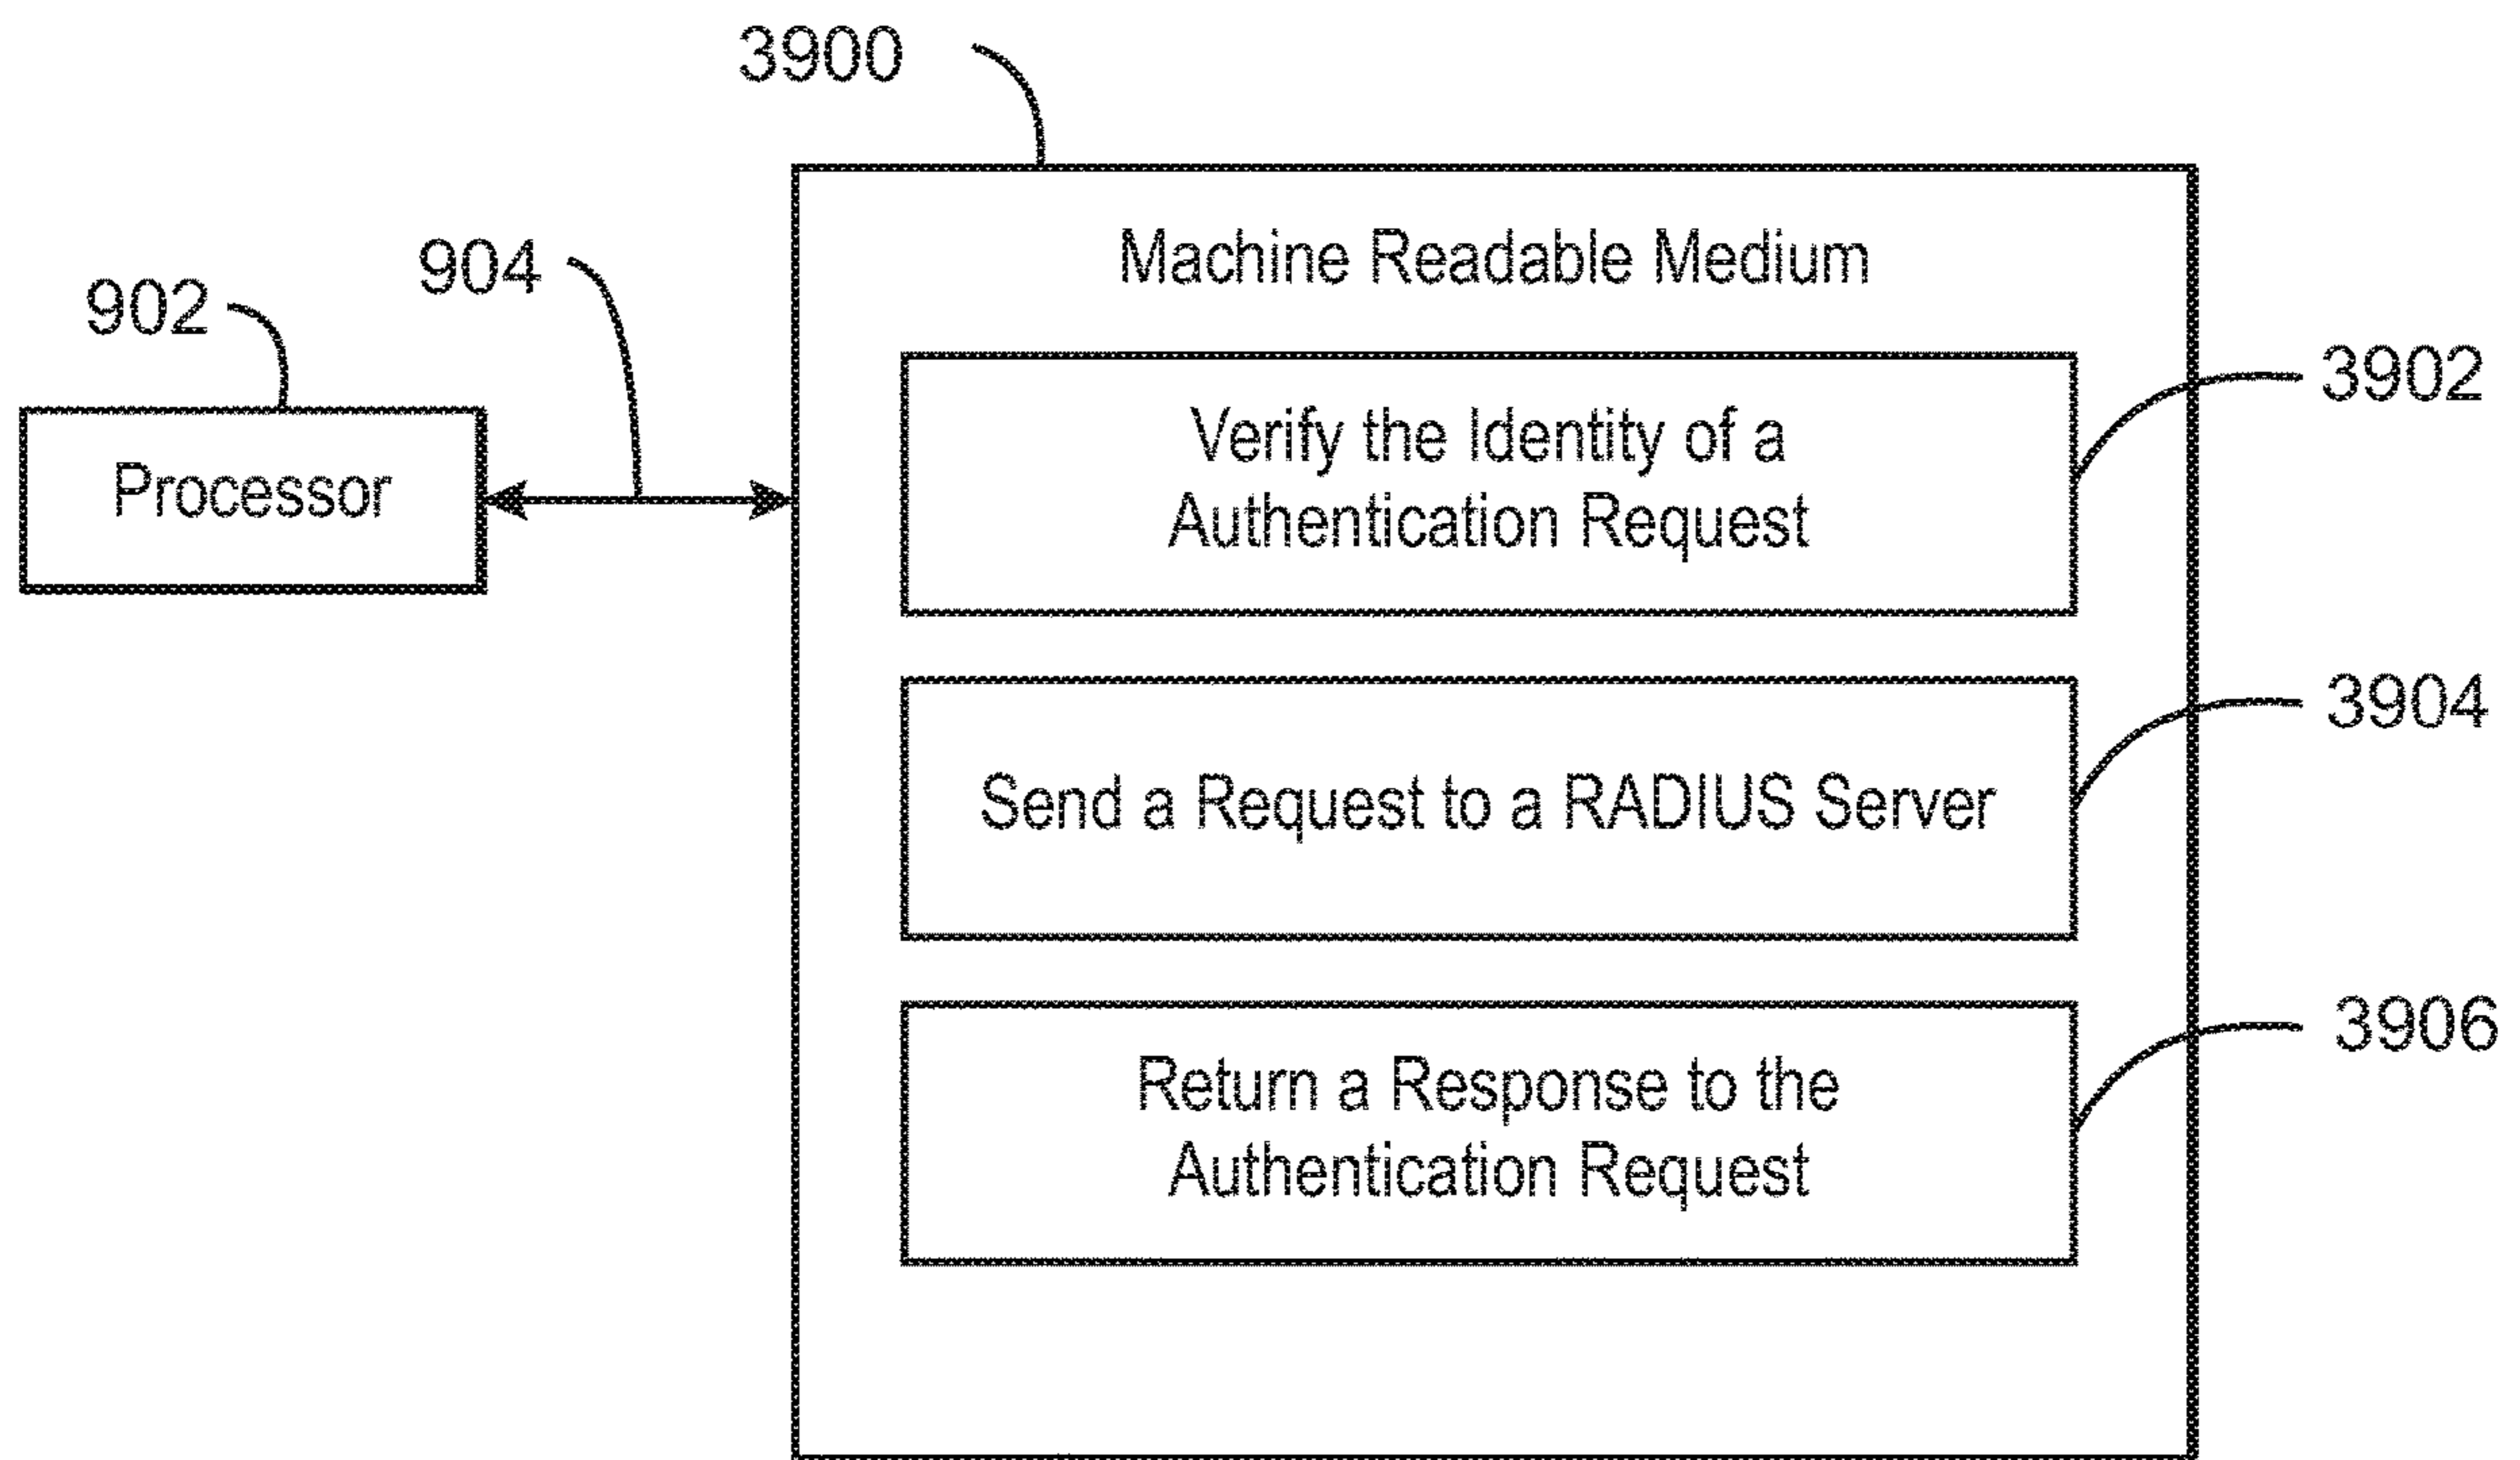 3900
Machine Readable Medium
904
902
Processor
Verify the Identity of a
Authentication Request
3902
Send a Request to a RADIUS Server
3904
Return a Response to the
Authentication Request
3906